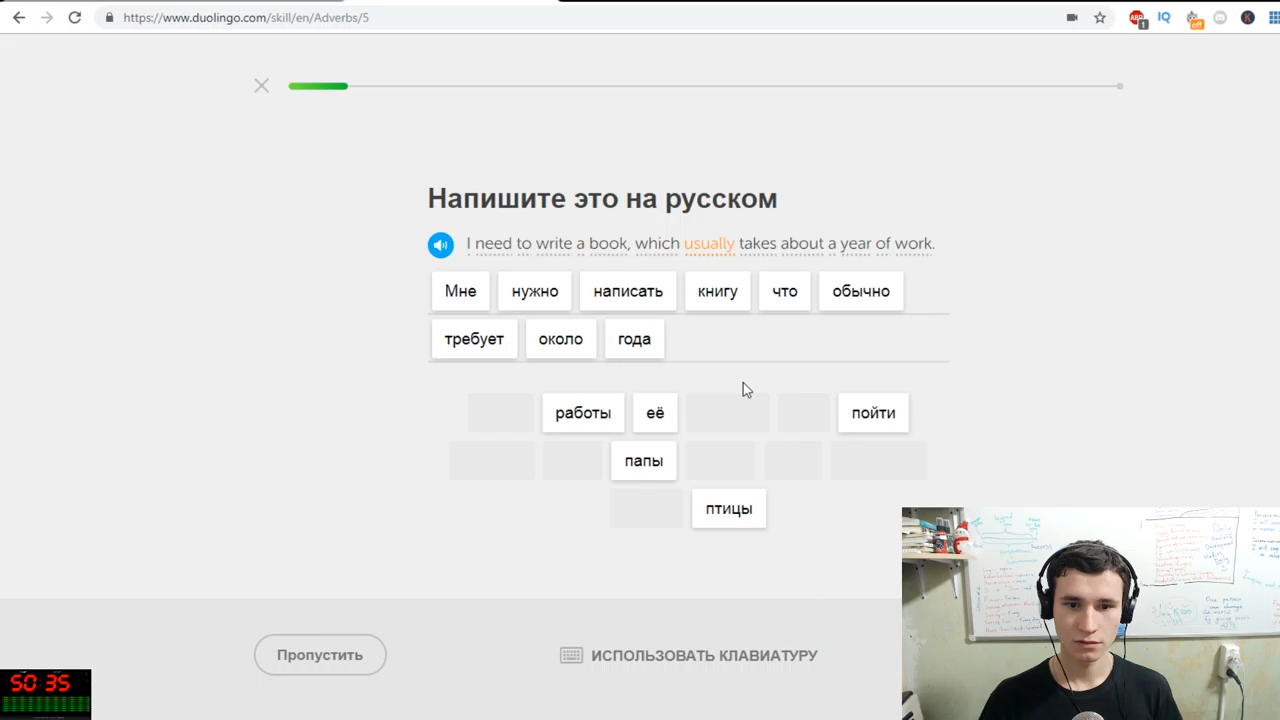 https://www.duolingo.com/skill/en/Adverbs/5
Напишите это на русском
I need to write a book, which usually takes about a year of work.
Мне нужно написать книгу что обычно
требует около года
работы её пойти
папы
птицы
Пропустить
ИСПОЛЬЗОВАТЬ КЛАВИАТУРУ
50 35